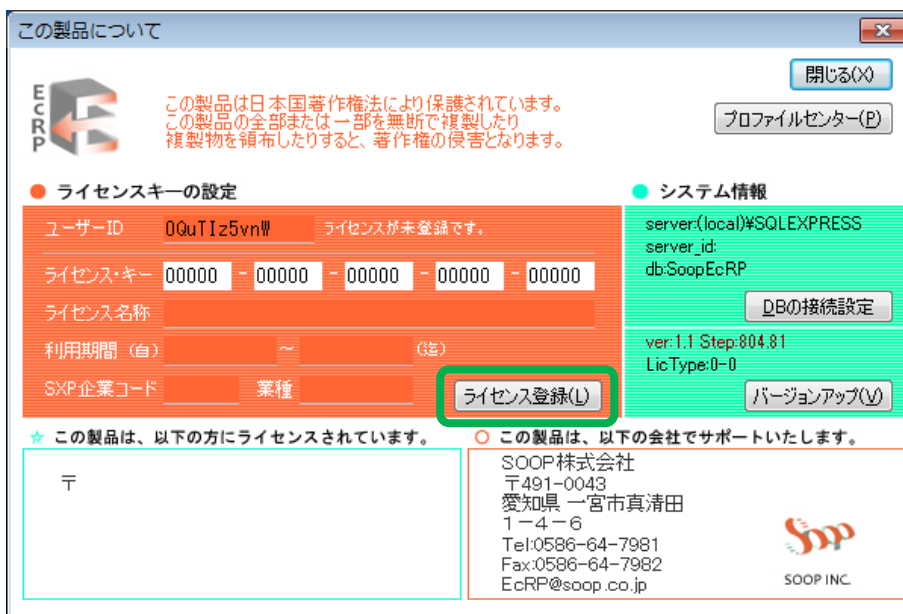 この製品について
閉じる(X)
プロファイルセンター(P)
ECRP
この製品は日本国著作権法により保護されています。
この製品の全部または一部を無断で複製したり
複製物を領布したりすると、著作権の侵害となります。
● ライセンスキーの設定
ユーザーID 0QuTIz5vnW ライセンスが未登録です。
ライセンス・キー 00000 - 00000 - 00000 - 00000 - 00000
ライセンス名称
利用期間 (自) ~ (迄)
SXP企業コード 業種
ライセンス登録(L)
● システム情報
server:(local)¥SQLEXPRESS
server_id:
db:SoopEcRP
DBの接続設定
ver:1.1 Step:804.81
LicType:0-0
バージョンアップ(V)
☆ この製品は、以下の方にライセンスされています。
〒
○ この製品は、以下の会社でサポートいたします。
SOOP株式会社
〒491-0043
愛知県 一宮市真清田
1-4-6
Tel:0586-64-7981
Fax:0586-64-7982
EcRP@soop.co.jp
Soop
SOOP INC.